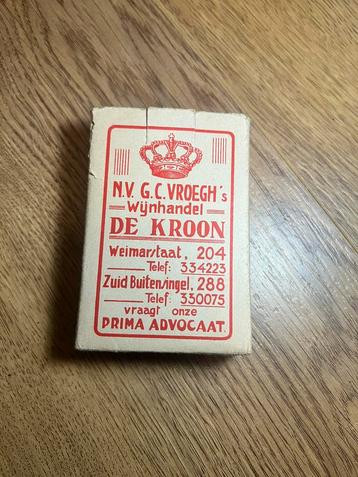 N.V. G.C. VROEGH's
Wijnhandel
DE KROON
Weimarstaat, 204
Telef: 334223
Zuid Buitensingel, 288
Telef: 330075
vraagt onze
PRIMA ADVOCAAT.